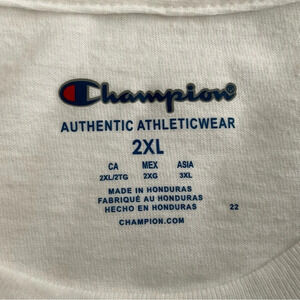 Champion
AUTHENTIC ATHLETICWEAR
2XL
CA MEX ASIA
2XL/2TG 2XG 3XL
MADE IN HONDURAS
FABRIQUÉ AU HONDURAS
HECHO EN HONDURAS 22
CHAMPION.COM